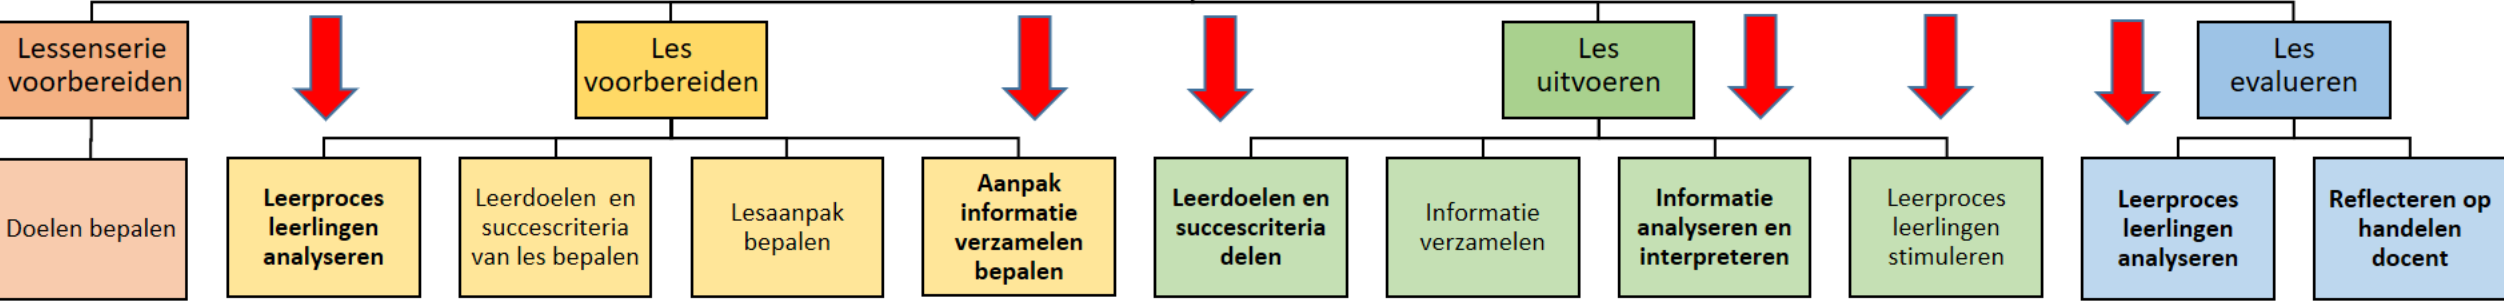 Lessenserie
voorbereiden
Les
voorbereiden
Les
uitvoeren
Les
evalueren
Doelen bepalen
Leerproces
leerlingen
analyseren
Leerdoelen en
succescriteria
van les bepalen
Lesaanpak
bepalen
Aanpak
informatie
verzamelen
bepalen
Leerdoelen en
succescriteria
delen
Informatie
verzamelen
Informatie
analyseren en
interpreteren
Leerproces
leerlingen
stimuleren
Leerproces
leerlingen
analyseren
Reflecteren op
handelen
docent